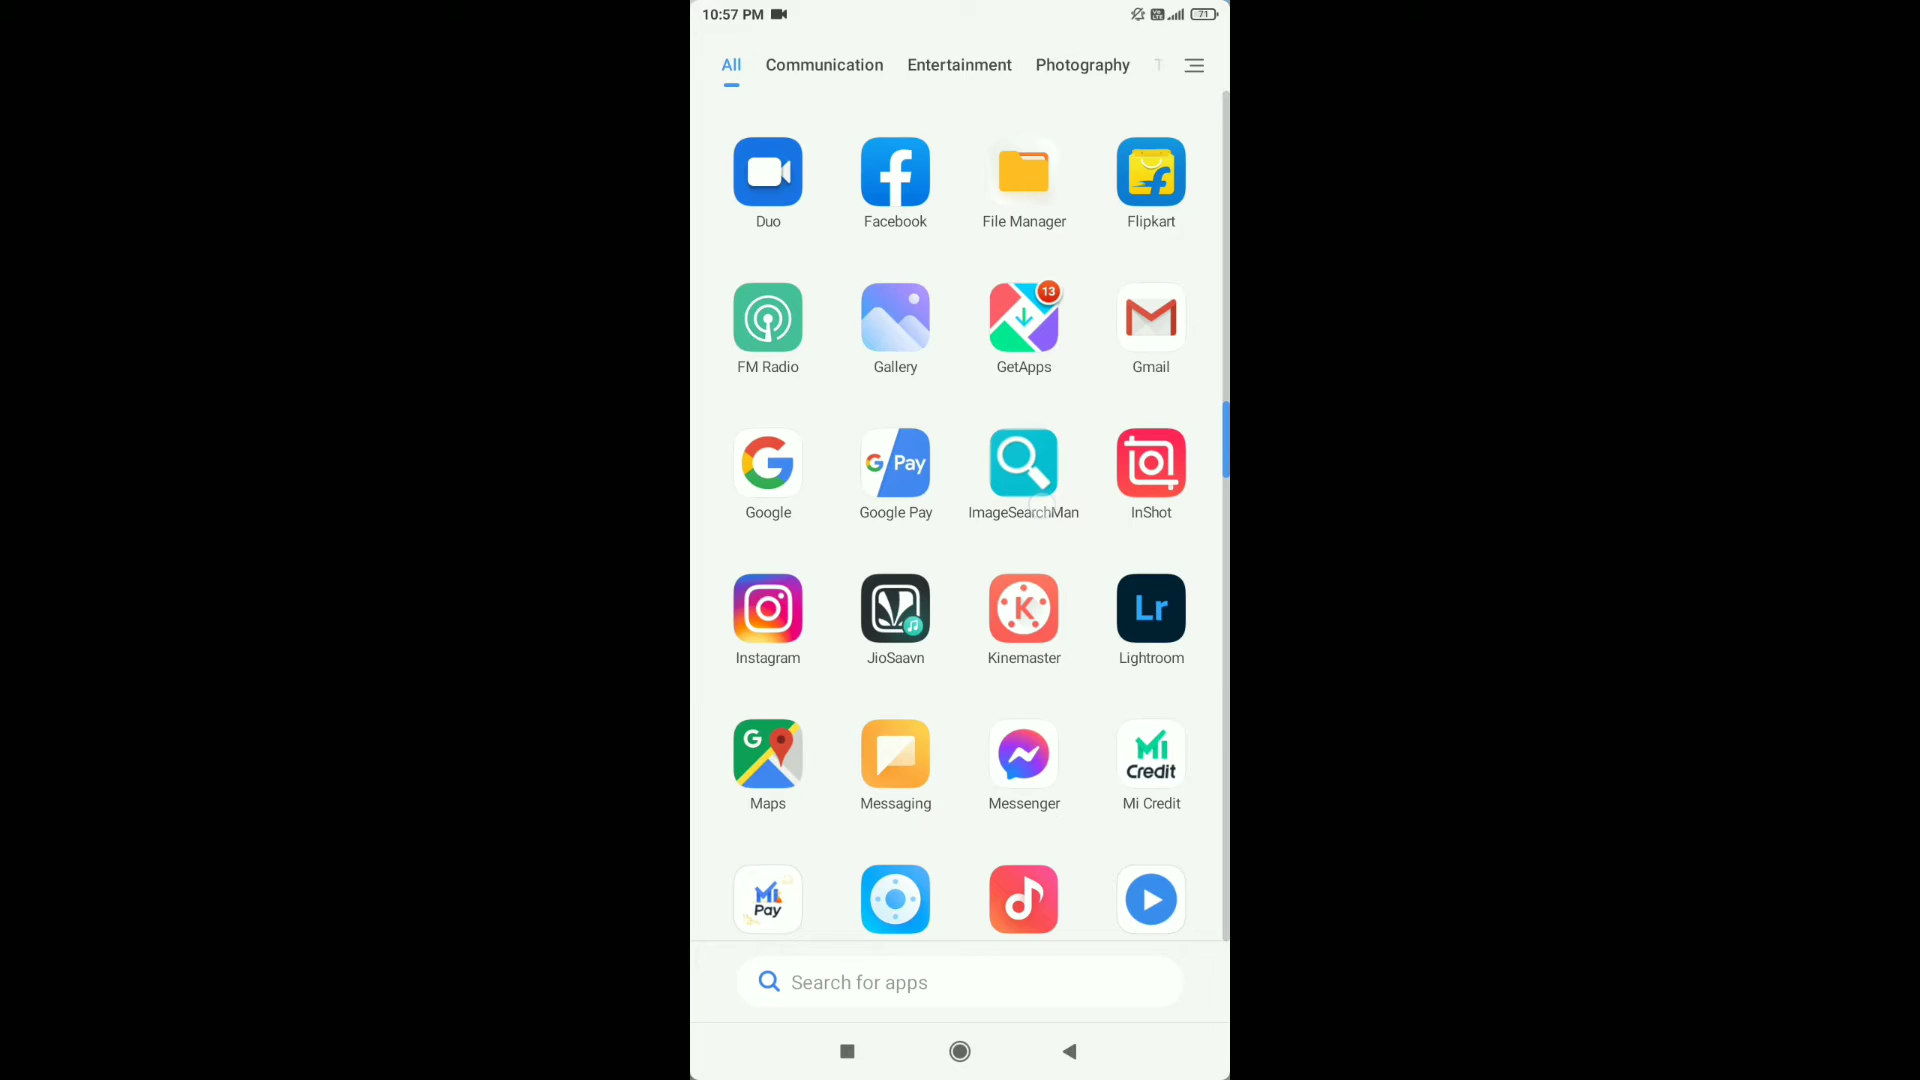 10:57 PM 71
All Communication Entertainment Photography T
Duo Facebook File Manager Flipkart
13
FM Radio Gallery GetApps Gmail
G Pay
Google Google Pay ImageSearchMan InShot
K Lr
Instagram JioSaavn Kinemaster Lightroom
G Mi Credit
Maps Messaging Messenger Mi Credit
Mi Pay
Search for apps